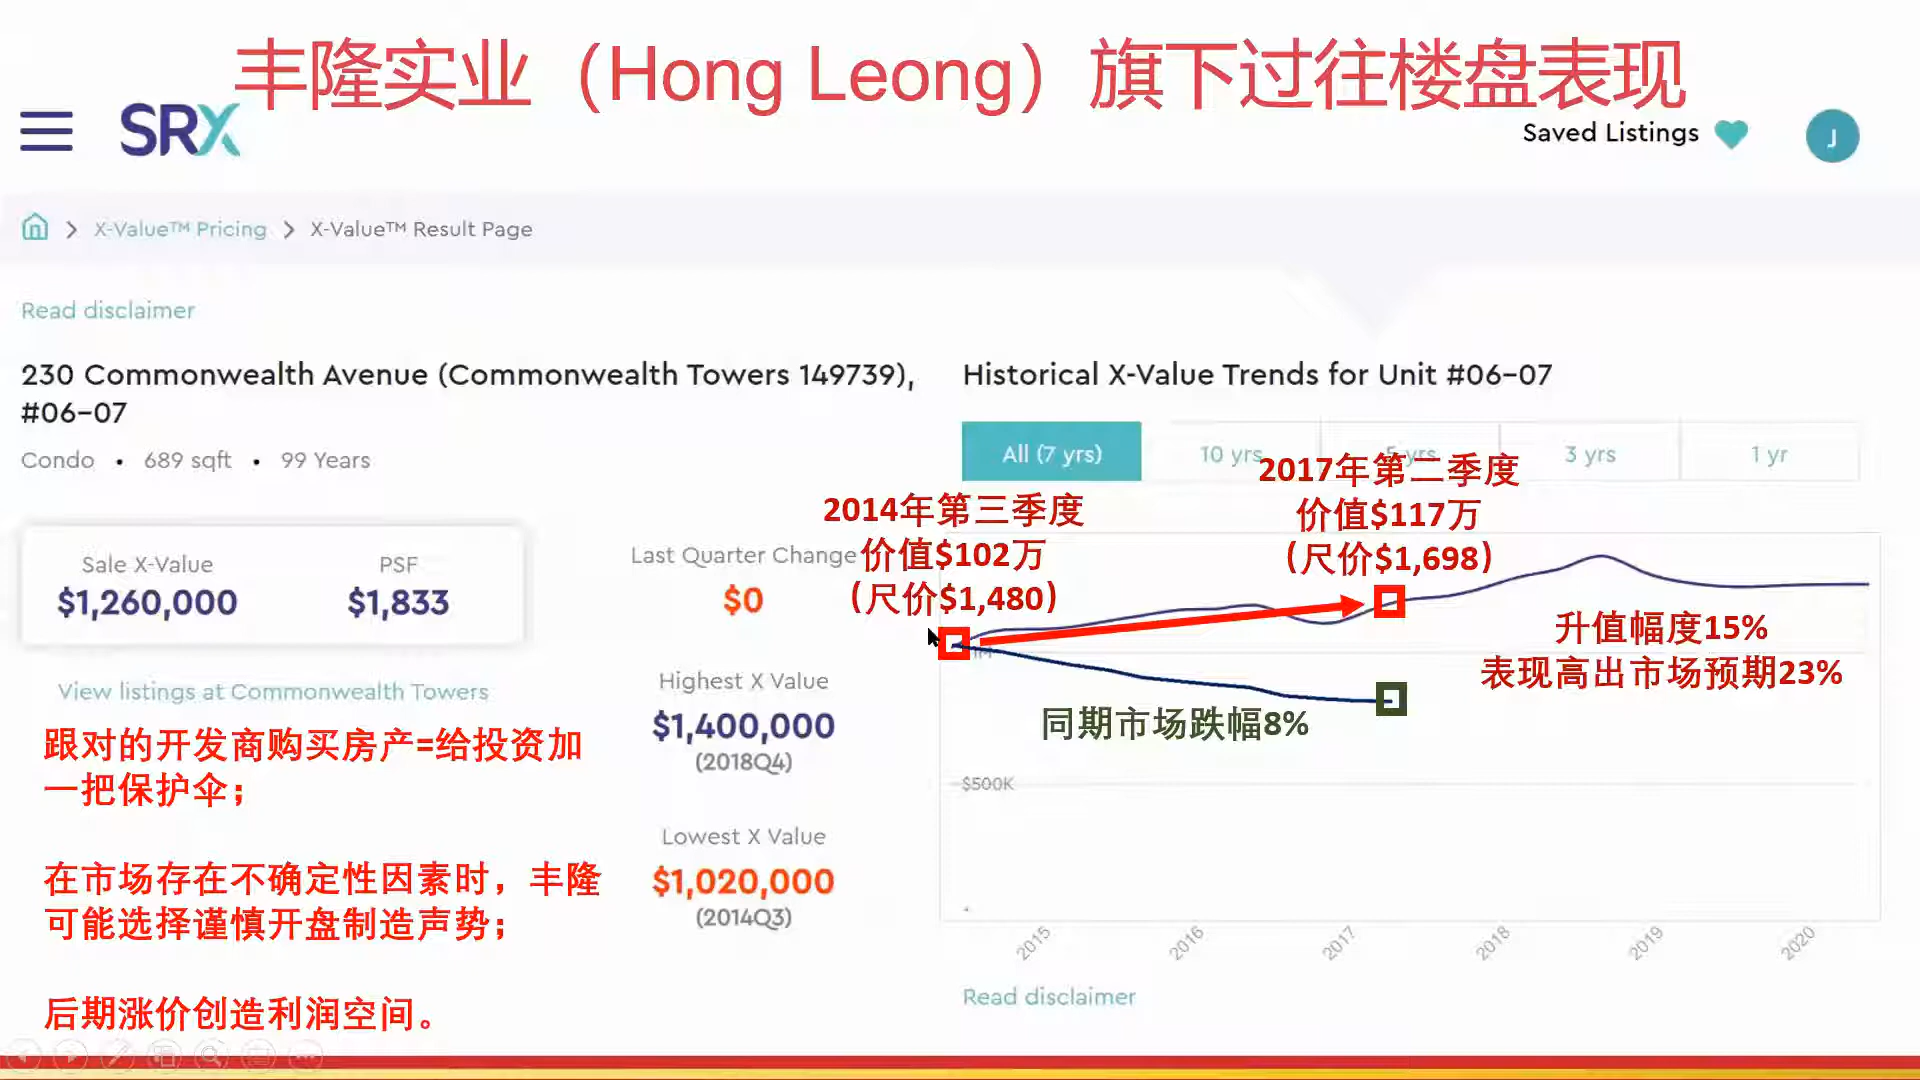 丰隆实业（Hong Leong）旗下过往楼盘表现
SRX
Saved Listings
J
X-Value™ Pricing
X-Value™ Result Page
Read disclaimer
230 Commonwealth Avenue (Commonwealth Towers 149739),
#06-07
Condo • 689 sqft • 99 Years
Sale X-Value
$1,260,000
PSF
$1,833
View listings at Commonwealth Towers
跟对的开发商购买房产=给投资加
一把保护伞；
在市场存在不确定性因素时，丰隆
可能选择谨慎开盘制造声势；
后期涨价创造利润空间。
Last Quarter Change
$0
Highest X Value
$1,400,000
(2018Q4)
Lowest X Value
$1,020,000
(2014Q3)
Historical X-Value Trends for Unit #06-07
All (7 yrs)
10 yrs
5 yrs
3 yrs
1 yr
2014年第三季度
价值$102万
（尺价$1,480）
2017年第二季度
价值$117万
（尺价$1,698）
升值幅度15%
表现高出市场预期23%
同期市场跌幅8%
1M
$500K
2015
2016
2017
2018
2019
2020
Read disclaimer